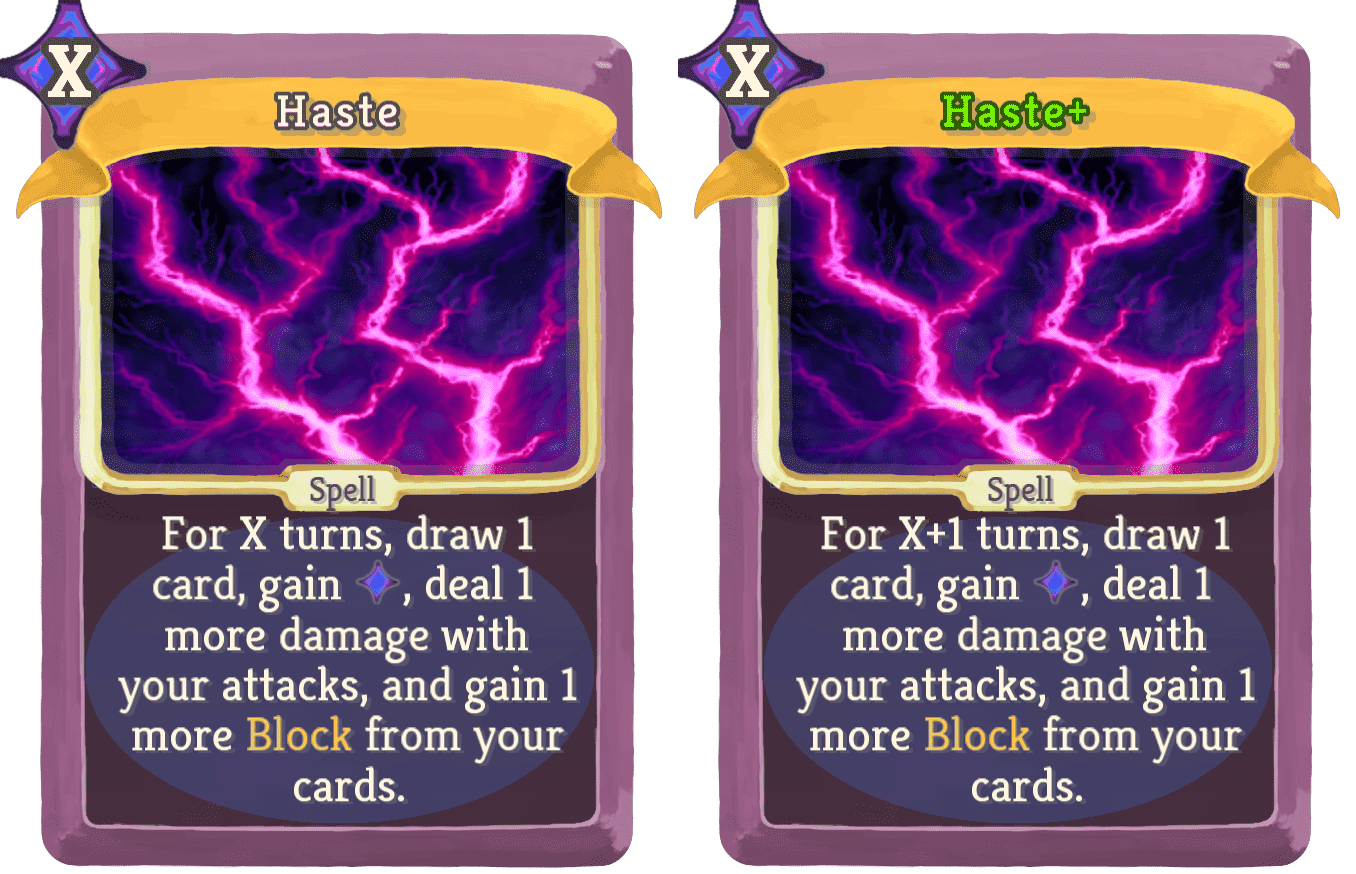 X
Haste
Spell
For X turns, draw 1
card, gain , deal 1
more damage with
your attacks, and gain 1
more Block from your
cards.
X
Haste+
Spell
For X+1 turns, draw 1
card, gain , deal 1
more damage with
your attacks, and gain 1
more Block from your
cards.